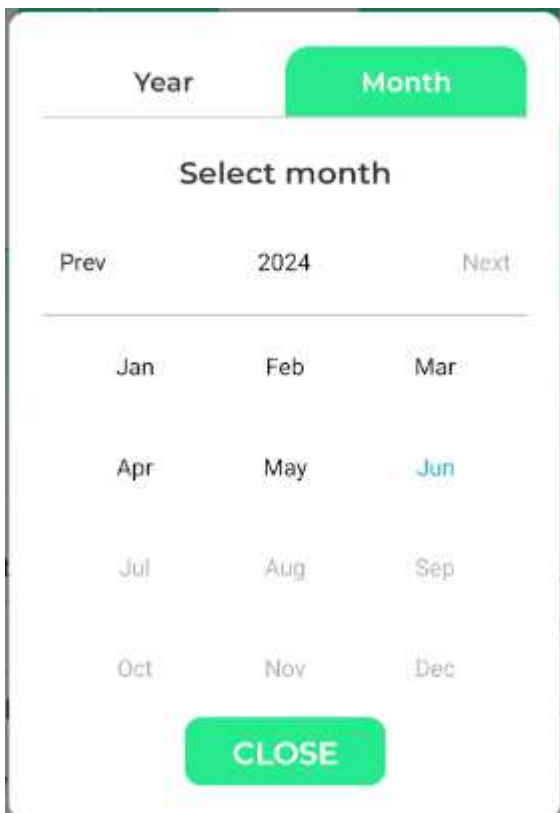 Year Month
Select month
Prev 2024 Next
Jan Feb Mar
Apr May Jun
Jul Aug Sep
Oct Nov Dec
CLOSE